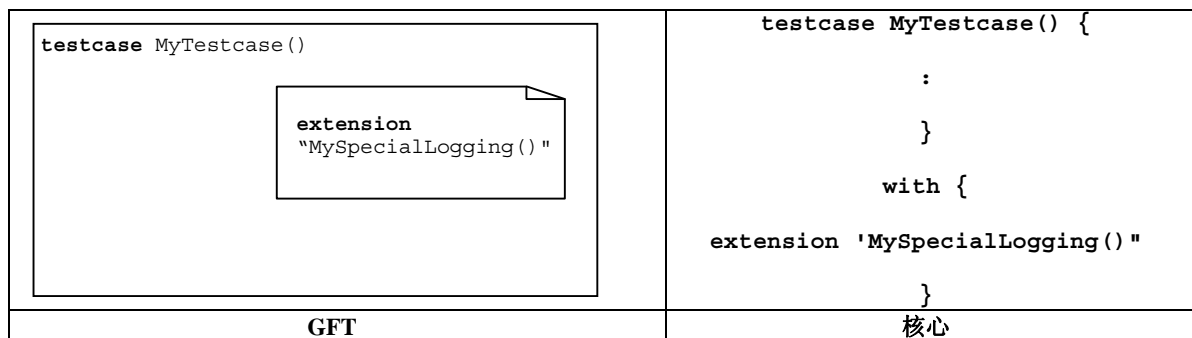 testcase MyTestcase()
extension
“MySpecialLogging()"
testcase MyTestcase() {
:
}
with {
extension 'MySpecialLogging()"
}
GFT
核心